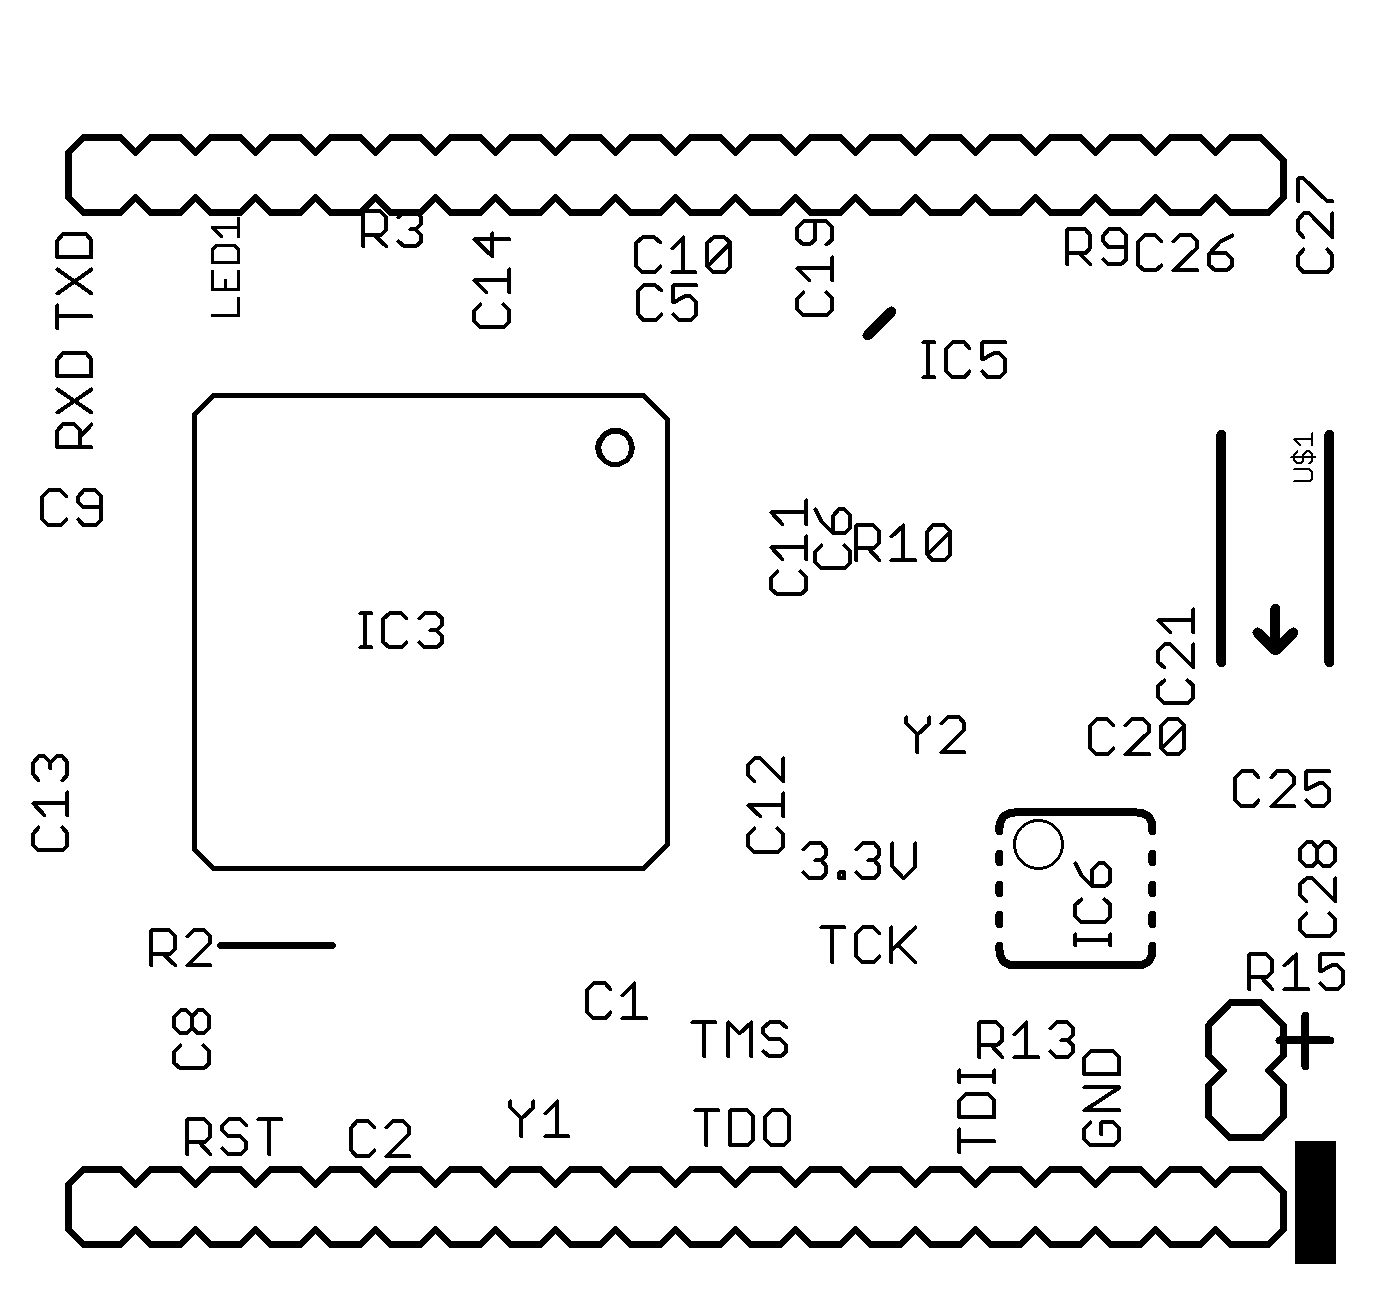 C27
TXD
LED1
R3
C14
C10
C19
R9
C26
C5
IC5
RXD
U$1
C9
C11
C6
R10
IC3
C21
Y2
C20
C13
C12
C25
3.3V
IC6
C28
R2
TCK
R15
C1
C8
TMS
R13
TDI
GND
RST
C2
Y1
TDO
+